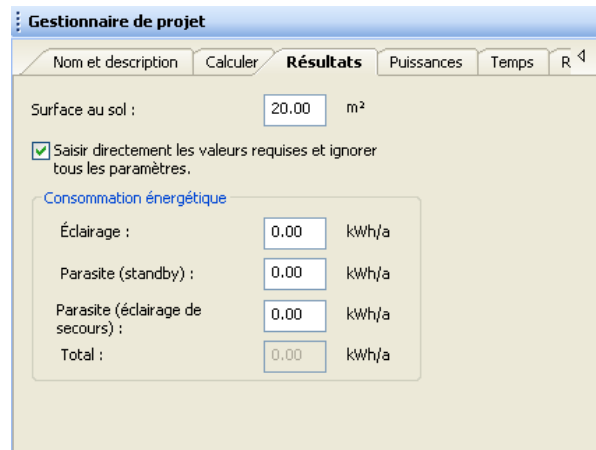 Gestionnaire de projet
Nom et description Calculer Résultats Puissances Temps R
Surface au sol : 20.00 m²
Saisir directement les valeurs requises et ignorer
tous les paramètres.
Consommation énergétique
Éclairage : 0.00 kWh/a
Parasite (standby) : 0.00 kWh/a
Parasite (éclairage de
secours) : 0.00 kWh/a
Total : 0.00 kWh/a